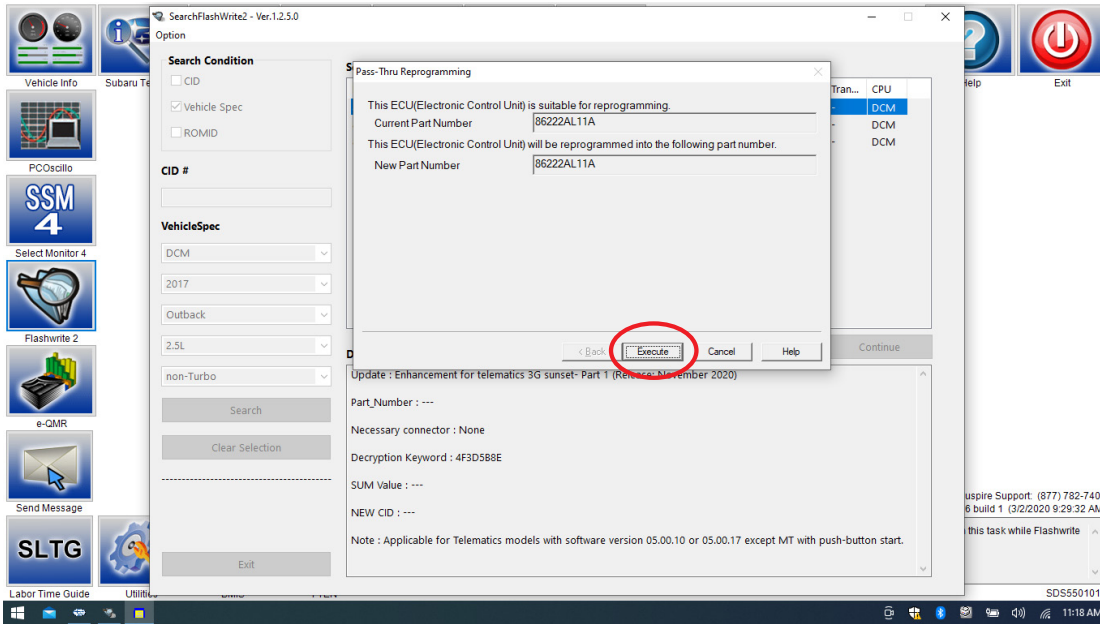 SearchFlashWrite2 - Ver.1.2.5.0
Option
Vehicle Info
Subaru Te
Help
Exit
PCOscillo
SSM
4
Select Monitor 4
Flashwrite 2
e-QMR
Send Message
SLTG
Labor Time Guide
Utilities
Search Condition
CID
Vehicle Spec
ROMID
CID #
VehicleSpec
DCM
2017
Outback
2.5L
non-Turbo
Search
Clear Selection
Exit
S
Tran... CPU
- DCM
- DCM
- DCM
Pass-Thru Reprogramming
This ECU(Electronic Control Unit) is suitable for reprogramming.
Current Part Number 86222AL11A
This ECU(Electronic Control Unit) will be reprogrammed into the following part number.
New Part Number 86222AL11A
< Back Execute Cancel Help
Continue
D
Update : Enhancement for telematics 3G sunset- Part 1 (Release: November 2020)
Part_Number : ---
Necessary connector : None
Decryption Keyword : 4F3D5B8E
SUM Value : ---
NEW CID : ---
Note : Applicable for Telematics models with software version 05.00.10 or 05.00.17 except MT with push-button start.
uspire Support: (877) 782-740
6 build 1 (3/2/2020 9:29:32 AM
this task while Flashwrite
SDS550101
11:18 AM